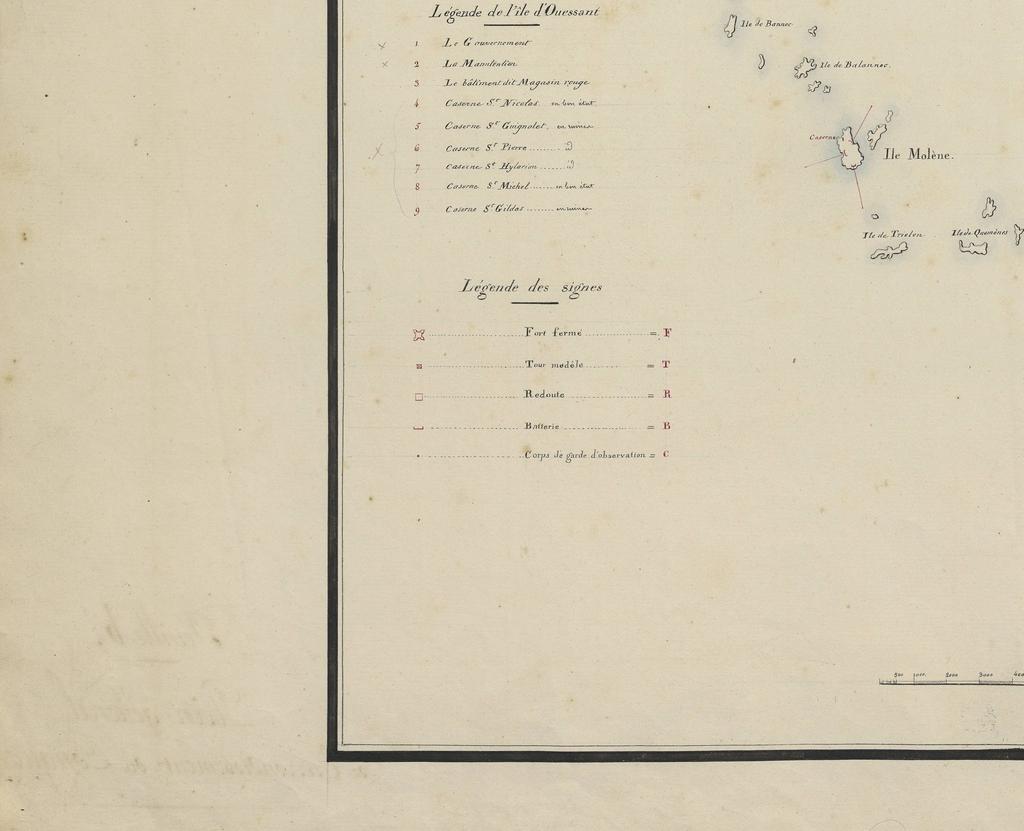 Légende de l'île d'Ouessant
1 Le Gouvernement
2 La Manutention
3 Le bâtiment dit Magasin rouge
4 Caserne St Nicolas. en bon état
5 Caserne St Guignolet. en ruines
6 Caserne St Pierre ........ D
7 Caserne St Hylarion ...... D
8 Caserne St Michel ....... en bon état
9 Caserne St Gildas ........ en ruines
Légende des signes
Fort fermé = F
Tour modèle = T
Redoute = R
Batterie = B
Corps de garde d'observation = C
Ile de Bannec
Ile de Balannec.
Caserne
Ile Molène.
Ile de Trielen
Ile de Quemènes
500 1000 2000 3000